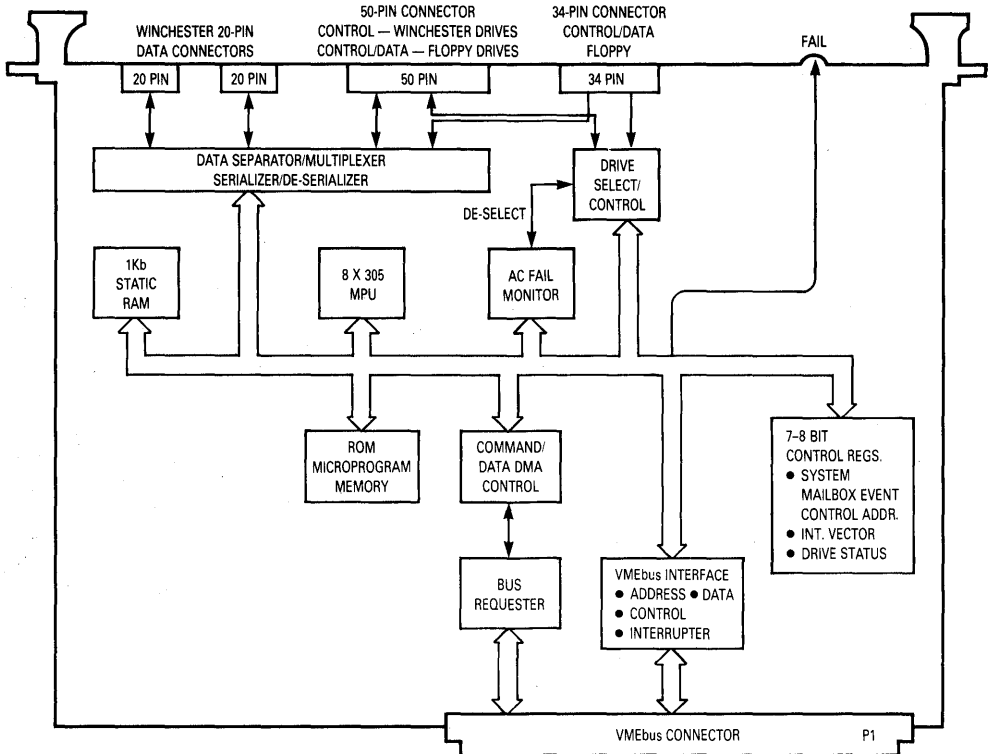 WINCHESTER 20-PIN
DATA CONNECTORS
50-PIN CONNECTOR
CONTROL — WINCHESTER DRIVES
CONTROL/DATA — FLOPPY DRIVES
34-PIN CONNECTOR
CONTROL/DATA
FLOPPY
FAIL
20 PIN
20 PIN
50 PIN
34 PIN
DATA SEPARATOR/MULTIPLEXER
SERIALIZER/DE-SERIALIZER
DRIVE
SELECT/
CONTROL
DE-SELECT
1Kb
STATIC
RAM
8 X 305
MPU
AC FAIL
MONITOR
ROM
MICROPROGRAM
MEMORY
COMMAND/
DATA DMA
CONTROL
7–8 BIT
CONTROL REGS.
● SYSTEM
MAILBOX EVENT
CONTROL ADDR.
● INT. VECTOR
● DRIVE STATUS
BUS
REQUESTER
VMEbus INTERFACE
● ADDRESS ● DATA
● CONTROL
● INTERRUPTER
VMEbus CONNECTOR P1